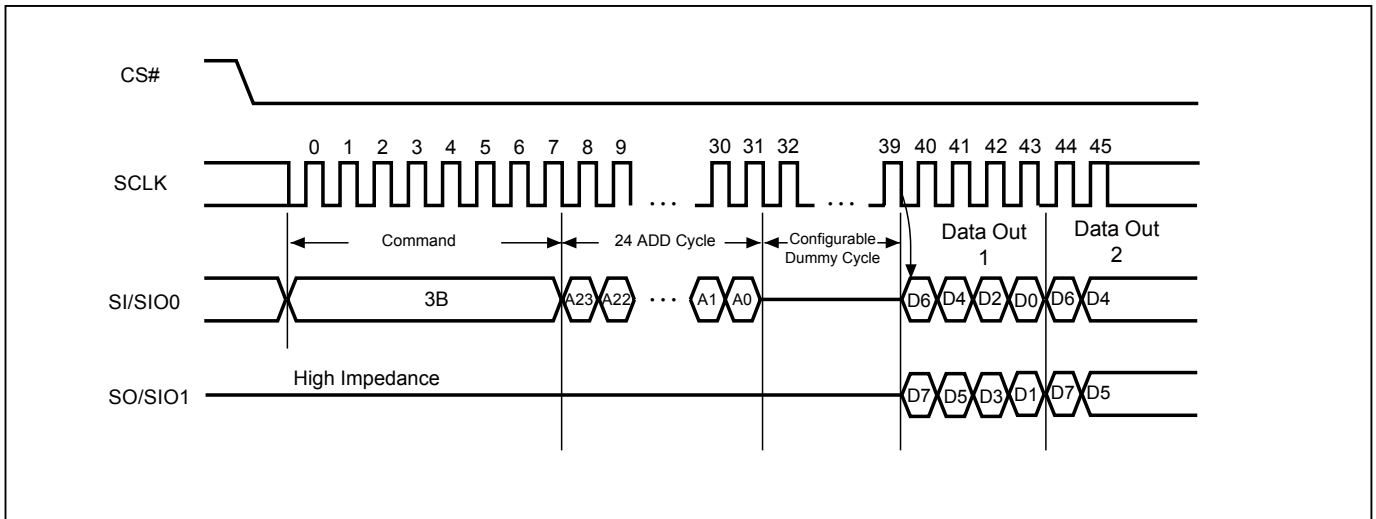 CS#
0 1 2 3 4 5 6 7 8 9 30 31 32 39 40 41 42 43 44 45
SCLK
... ...
Command 24 ADD Cycle Configurable Dummy Cycle Data Out 1 Data Out 2
SI/SIO0 3B A23 A22 ... A1 A0 D6 D4 D2 D0 D6 D4
High Impedance
SO/SIO1 D7 D5 D3 D1 D7 D5